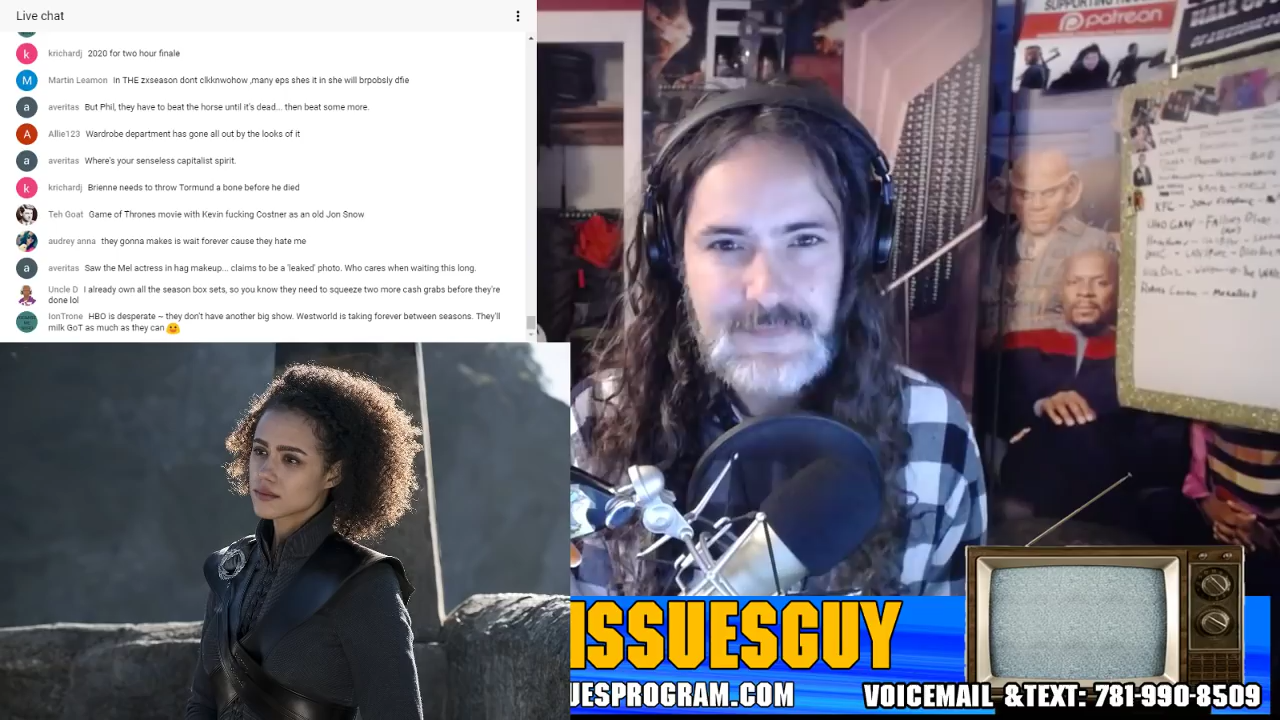 Live chat
krichardj 2020 for two hour finale
Martin Leamon In THE zxseason dont clkknwohow ,many eps shes it in she will brpobsly dfie
averitas But Phil, they have to beat the horse until it's dead... then beat some more.
Allie123 Wardrobe department has gone all out by the looks of it
averitas Where's your senseless capitalist spirit.
krichardj Brienne needs to throw Tormund a bone before he died
Teh Goat Game of Thrones movie with Kevin fucking Costner as an old Jon Snow
audrey anna they gonna makes is wait forever cause they hate me
averitas Saw the Mel actress in hag makeup... claims to be a 'leaked' photo. Who cares when waiting this long.
Uncle D I already own all the season box sets, so you know they need to squeeze two more cash grabs before they're
done lol
IonTrone HBO is desperate ~ they don't have another big show. Westworld is taking forever between seasons. They'll
milk GoT as much as they can
SUPPORTING
patreon
HALL OF
ISSUESGUY
UESPROGRAM.COM
VOICEMAIL &TEXT: 781-990-8509